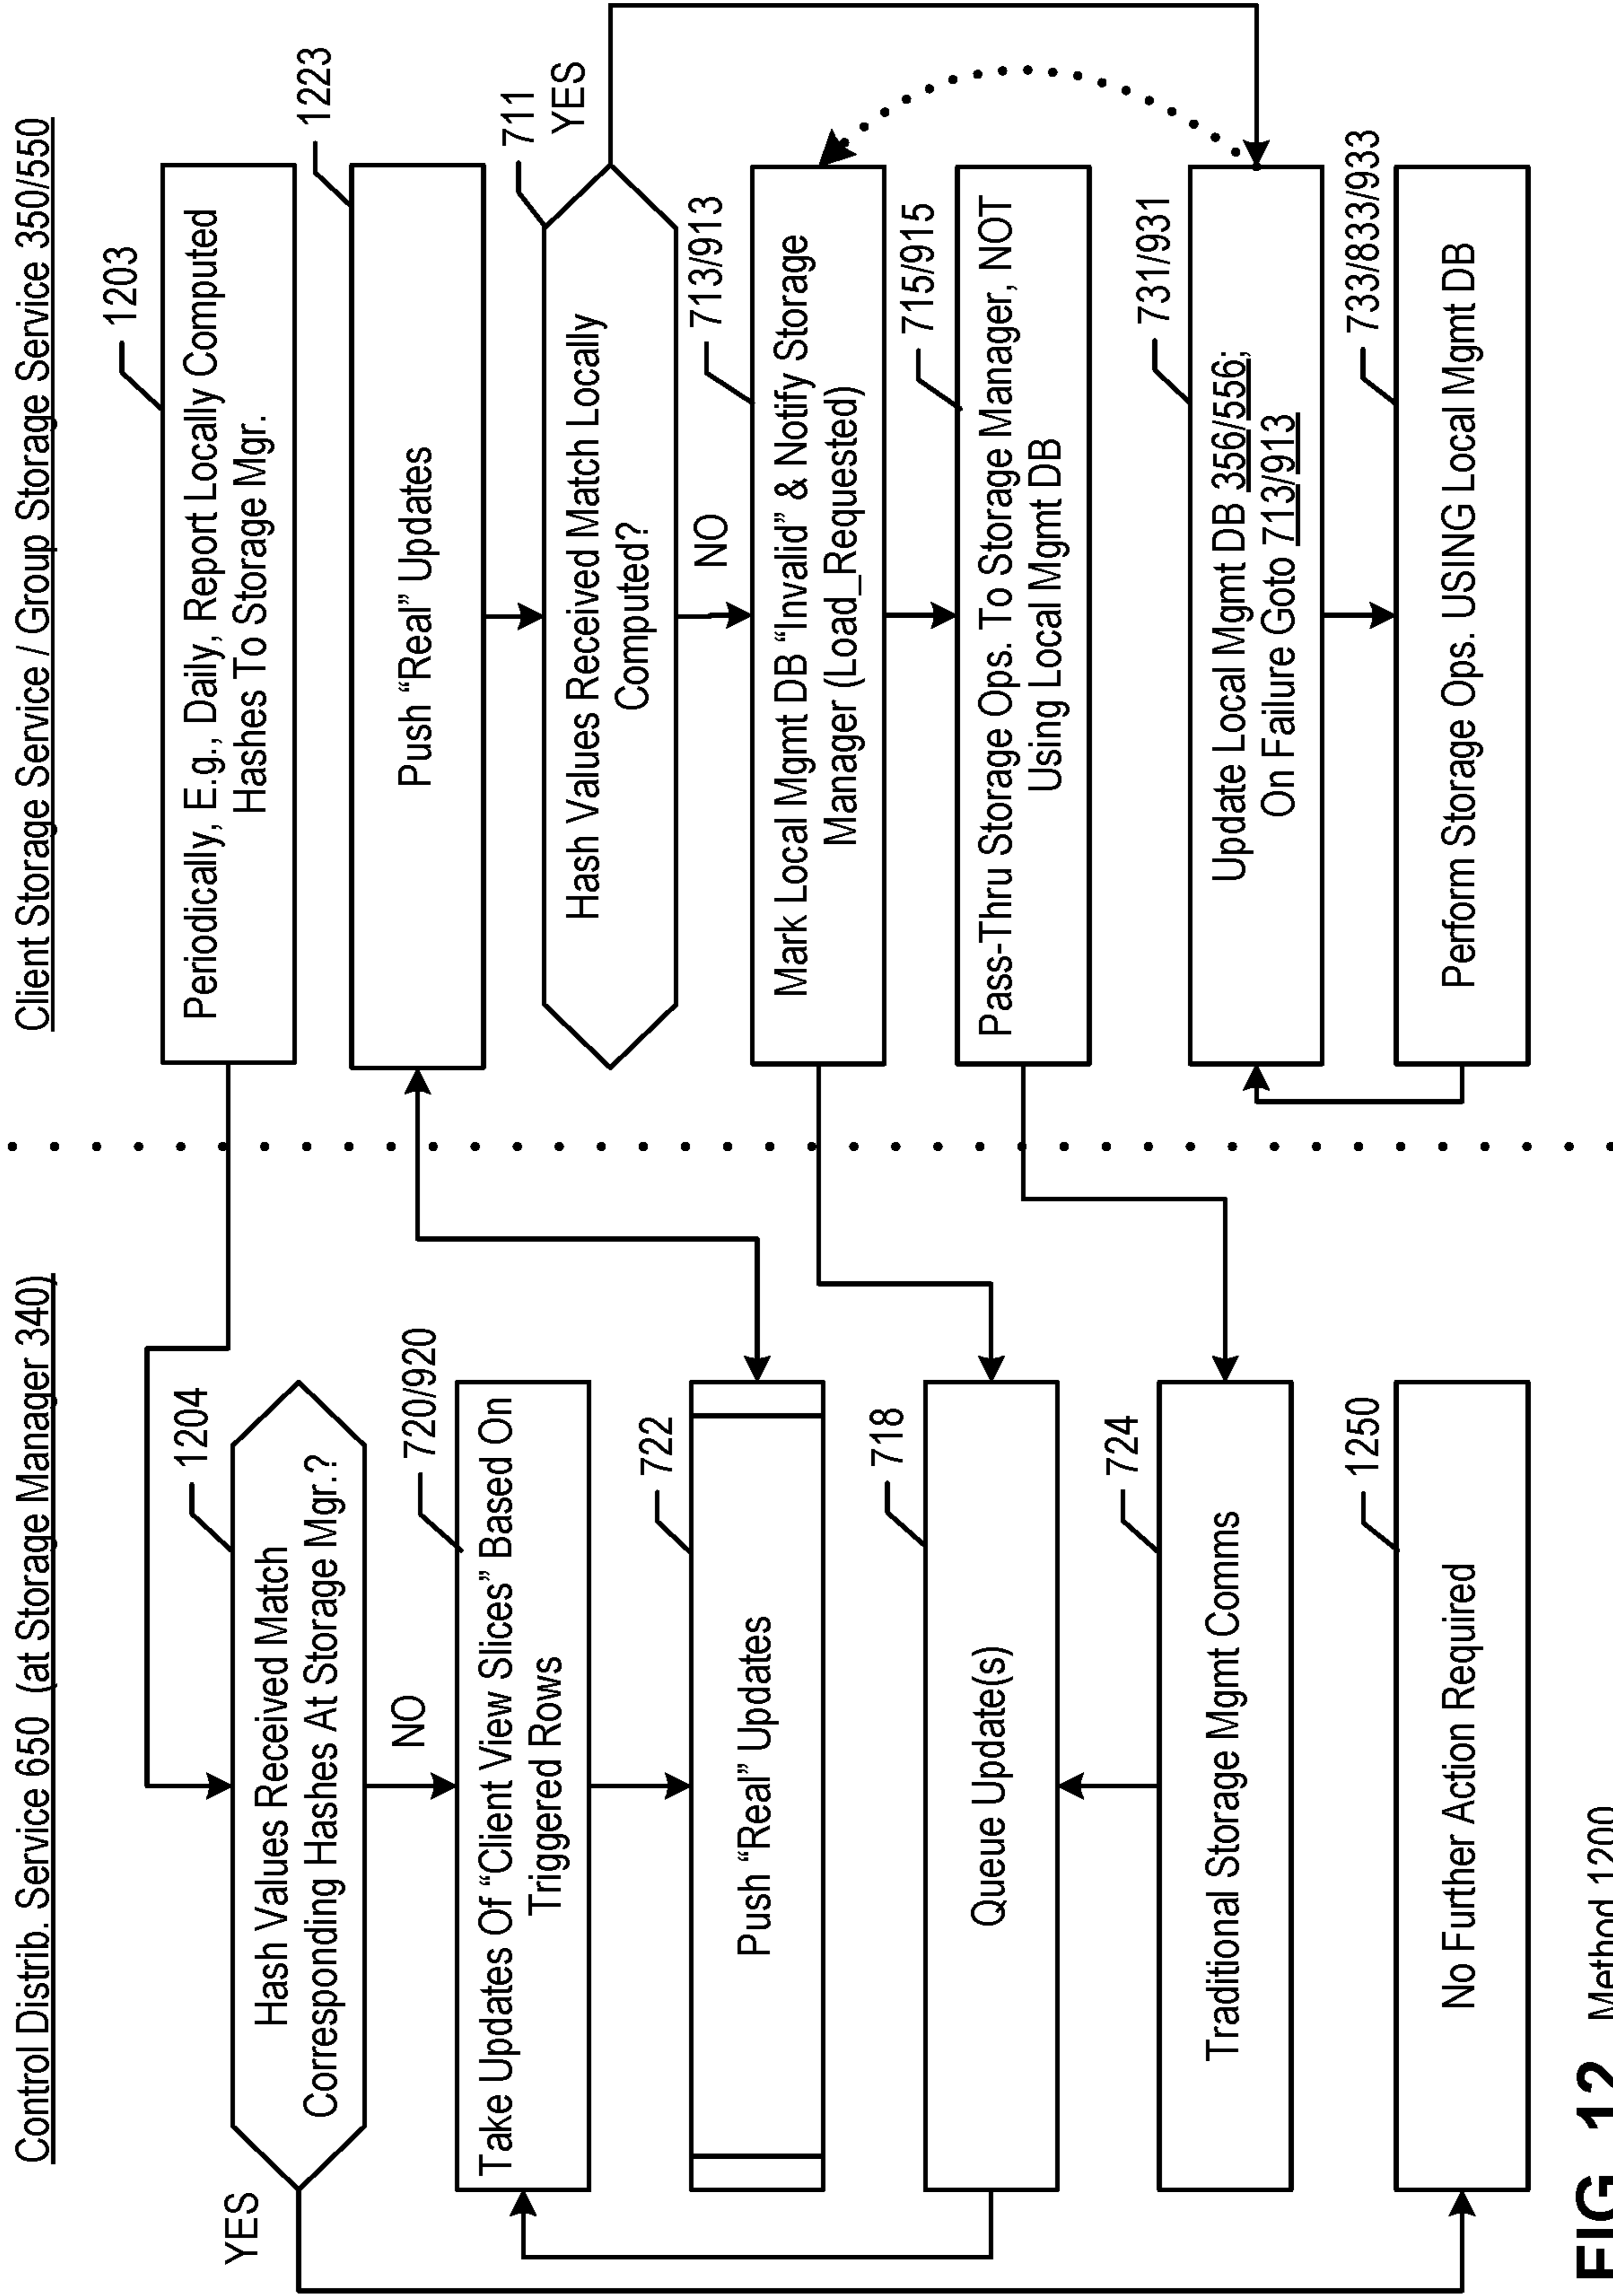 Control Distrib. Service 650 (at Storage Manager 340)
Client Storage Service / Group Storage Service 350/550
1204
Hash Values Received Match
Corresponding Hashes At Storage Mgr.?
YES
NO
720/920
Take Updates Of “Client View Slices” Based On
Triggered Rows
722
Push “Real” Updates
718
Queue Update(s)
724
Traditional Storage Mgmt Comms
1250
No Further Action Required
1203
Periodically, E.g., Daily, Report Locally Computed
Hashes To Storage Mgr.
1223
Push “Real” Updates
711
YES
Hash Values Received Match Locally
Computed?
NO
713/913
Mark Local Mgmt DB “Invalid” & Notify Storage
Manager (Load_Requested)
715/915
Pass-Thru Storage Ops. To Storage Manager, NOT
Using Local Mgmt DB
731/931
Update Local Mgmt DB 356/556;
On Failure Goto 713/913
733/833/933
Perform Storage Ops. USING Local Mgmt DB
FIG. 12 Method 1200